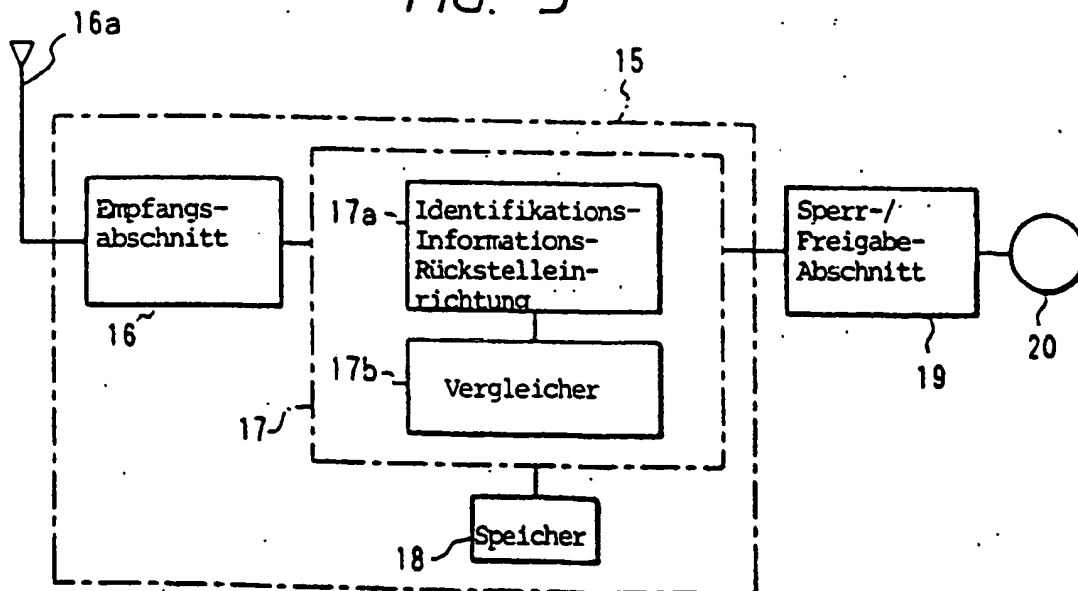 16a
15
Empfangs-
abschnitt
16
17a
Identifikations-
Informations-
Rückstellein-
richtung
17b
Vergleicher
17
Speicher
18
Sperr-/
Freigabe-
Abschnitt
19
20